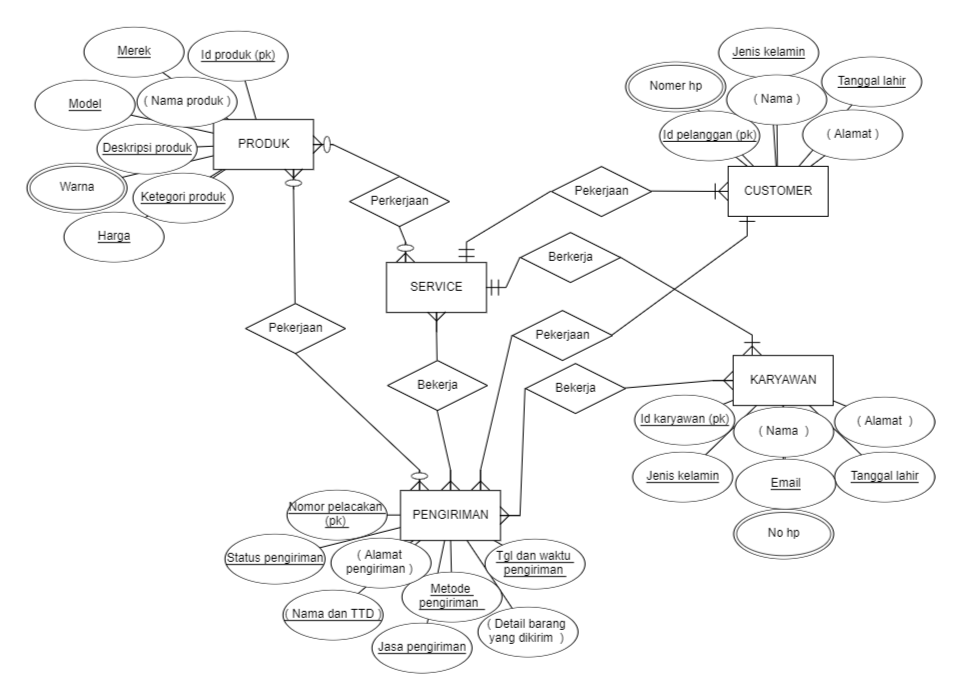 Merek
Id produk (pk)
Model
( Nama produk )
PRODUK
Deskripsi produk
Warna
Ketegori produk
Harga
Jenis kelamin
Nomer hp
( Nama )
Tanggal lahir
Id pelanggan (pk)
( Alamat )
CUSTOMER
Perkerjaan
Pekerjaan
SERVICE
Berkerja
Pekerjaan
Pekerjaan
Bekerja
Bekerja
KARYAWAN
Id karyawan (pk)
( Nama )
( Alamat )
Jenis kelamin
Email
Tanggal lahir
No hp
PENGIRIMAN
Nomor pelacakan
(pk)
Status pengiriman
( Alamat
pengiriman )
Tgl dan waktu
pengiriman
( Nama dan TTD )
Metode
pengiriman
( Detail barang
yang dikirim )
Jasa pengiriman